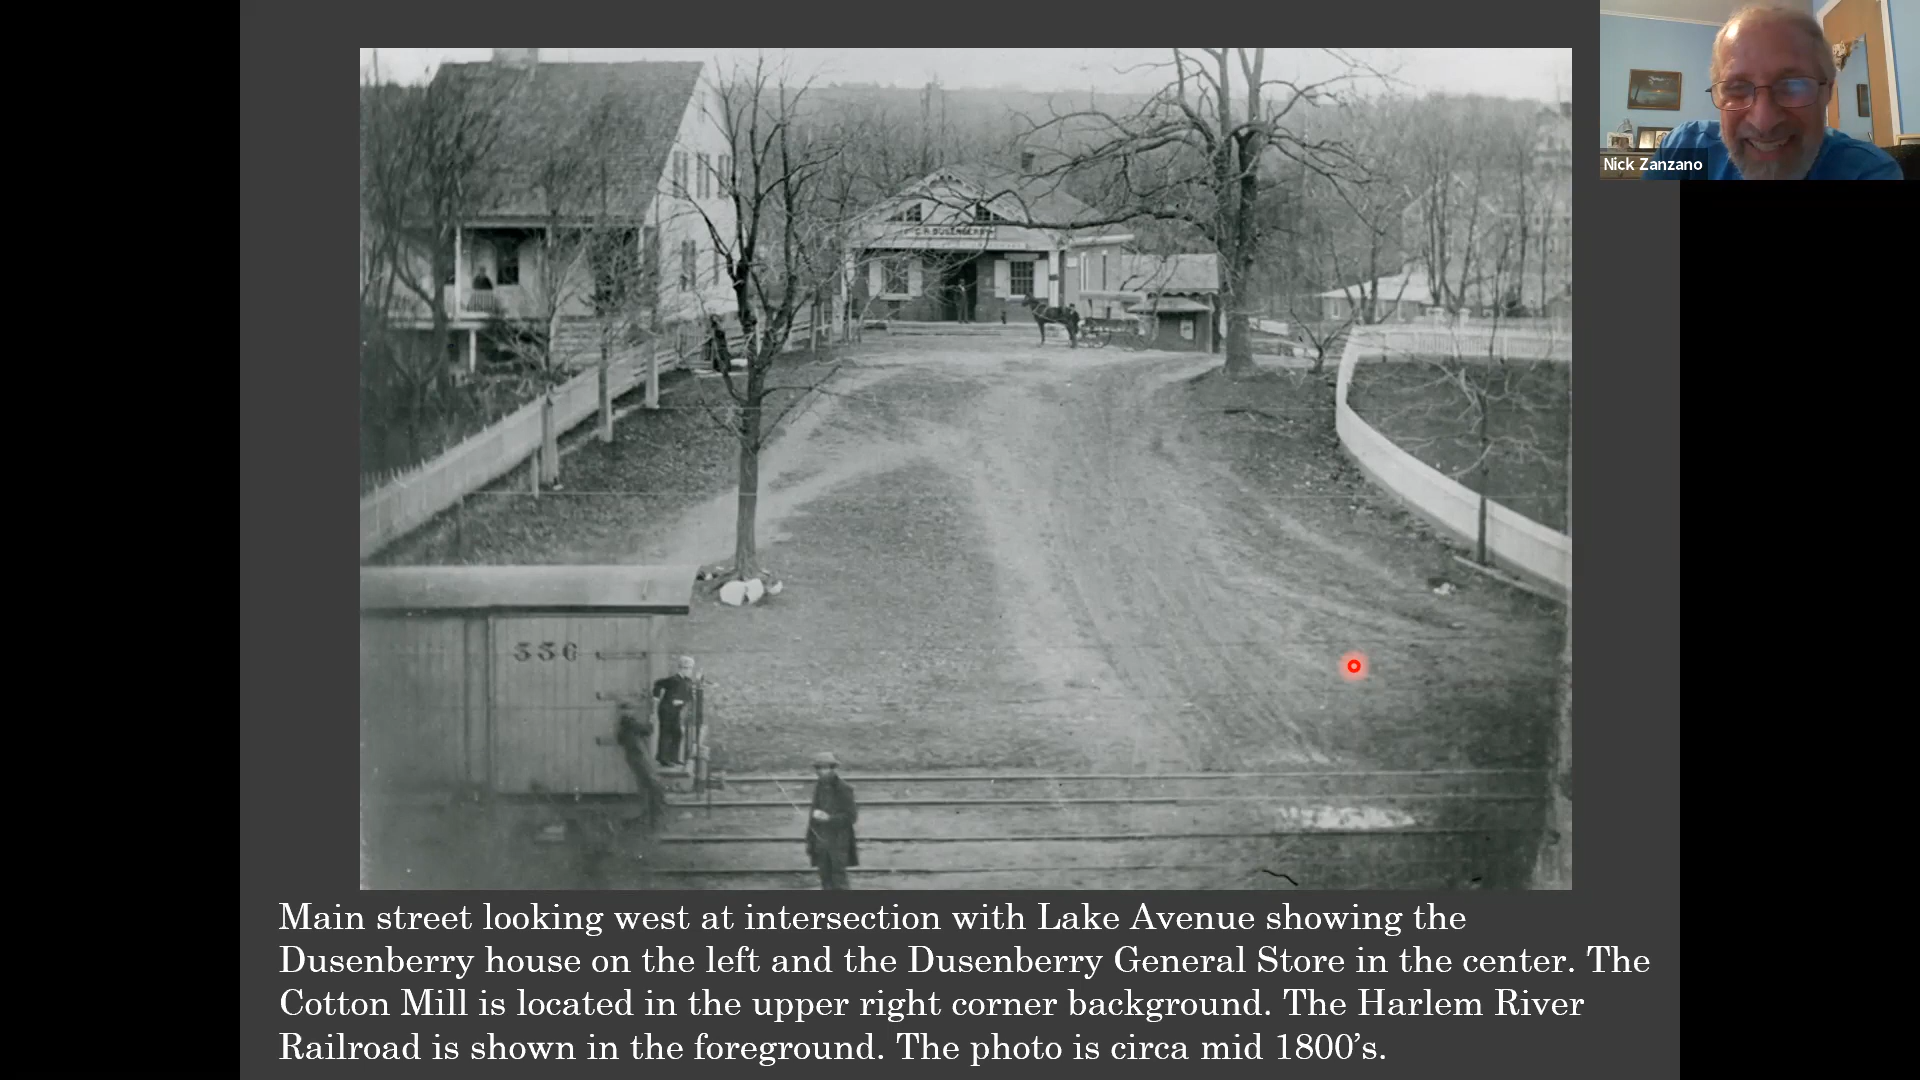 Nick Zanzano
C.R. DUSENBERRY
556
Main street looking west at intersection with Lake Avenue showing the
Dusenberry house on the left and the Dusenberry General Store in the center. The
Cotton Mill is located in the upper right corner background. The Harlem River
Railroad is shown in the foreground. The photo is circa mid 1800’s.